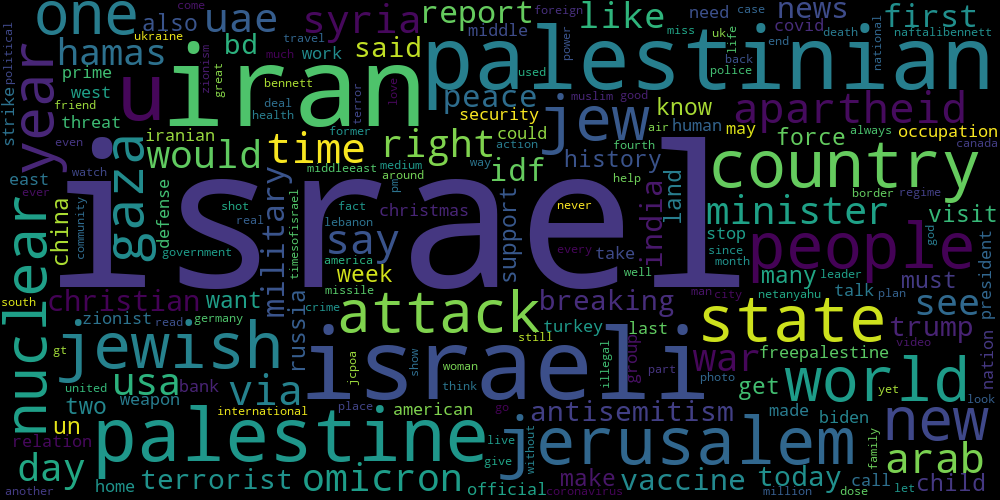 one
also
uae
syria
report
like
news
first
come
foreign
need
case
covid
political
ukraine
travel
much
bd
said
hamas
middle
miss
uk
life
end
death
naftalibennett
national
year
prime
west
friend
even
threat
strike
zionism
great
bennett
deal
health
work
terror
love
iran
u
palestinian
peace
power
used
back
police
muslim
good
security
know
apartheid
iranian
would
time
former
middleeast
action
right
could
jew
air
human
may
force
always
occupation
canada
east
watch
ever
gaza
defense
shot
real
government
military
timesofisrael
fact
lebanon
america
medium
around
pm
way
idf
fourth
history
help
country
border
regime
never
christmas
israel
land
india
minister
visit
china
community
nuclear
say
support
every
take
stop
people
since
month
god
week
missile
well
many
leader
must
see
christian
want
russia
crime
attack
breaking
man
city
netanyahu
talk
plan
president
nation
south
zionist
read
germany
still
turkey
last
state
trump
video
gt
jewish
jcpoa
show
israeli
woman
think
illegal
group
part
war
photo
freepalestine
yet
look
united
usa
bank
via
weapon
two
international
place
american
go
antisemitism
get
world
made
biden
new
un
relation
palestine
live
give
without
jerusalem
family
arab
day
another
home
terrorist
omicron
official
make
coronavirus
vaccine
million
today
dose
call
let
child